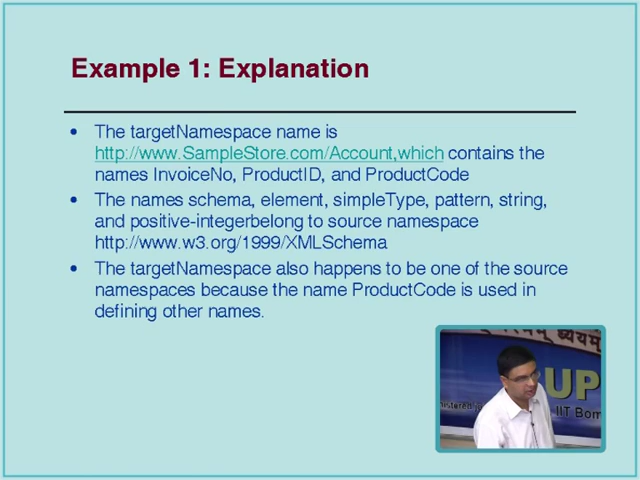 Example 1: Explanation
• The targetNamespace name is
http://www.SampleStore.com/Account,which contains the
names InvoiceNo, ProductID, and ProductCode
• The names schema, element, simpleType, pattern, string,
and positive-integerbelong to source namespace
http://www.w3.org/1999/XMLSchema
• The targetNamespace also happens to be one of the source
namespaces because the name ProductCode is used in
defining other names.
UP
IIT Bom